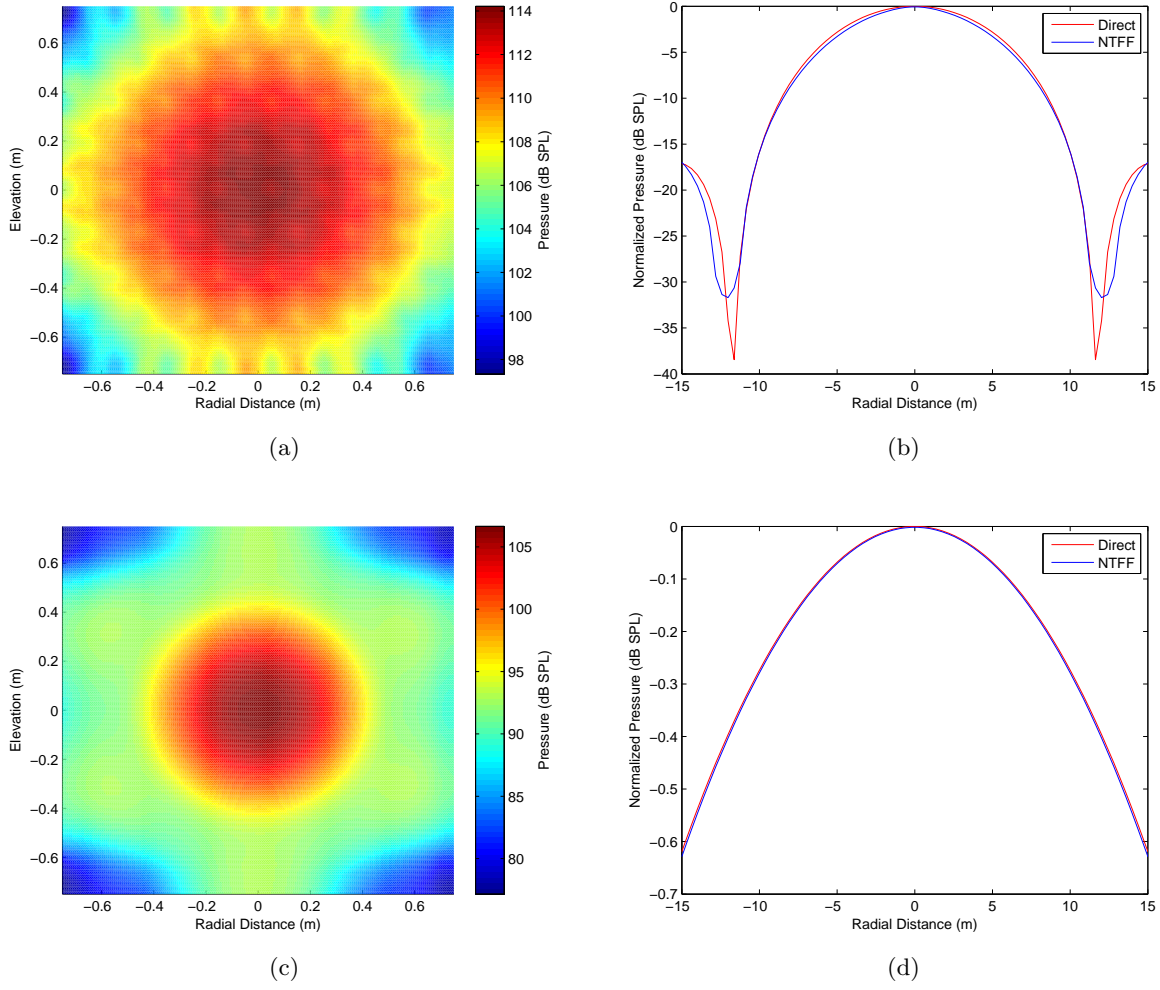 0.6
0.4
0.2
0
−0.2
−0.4
−0.6
Elevation (m)
−0.6 −0.4 −0.2 0 0.2 0.4 0.6
Radial Distance (m)
114
112
110
108
106
104
102
100
98
Pressure (dB SPL)
(a)
0
−5
−10
−15
−20
−25
−30
−35
−40
Normalized Pressure (dB SPL)
Direct
NTFF
−15 −10 −5 0 5 10 15
Radial Distance (m)
(b)
0.6
0.4
0.2
0
−0.2
−0.4
−0.6
Elevation (m)
−0.6 −0.4 −0.2 0 0.2 0.4 0.6
Radial Distance (m)
105
100
95
90
85
80
Pressure (dB SPL)
(c)
0
−0.1
−0.2
−0.3
−0.4
−0.5
−0.6
−0.7
Normalized Pressure (dB SPL)
Direct
NTFF
−15 −10 −5 0 5 10 15
Radial Distance (m)
(d)